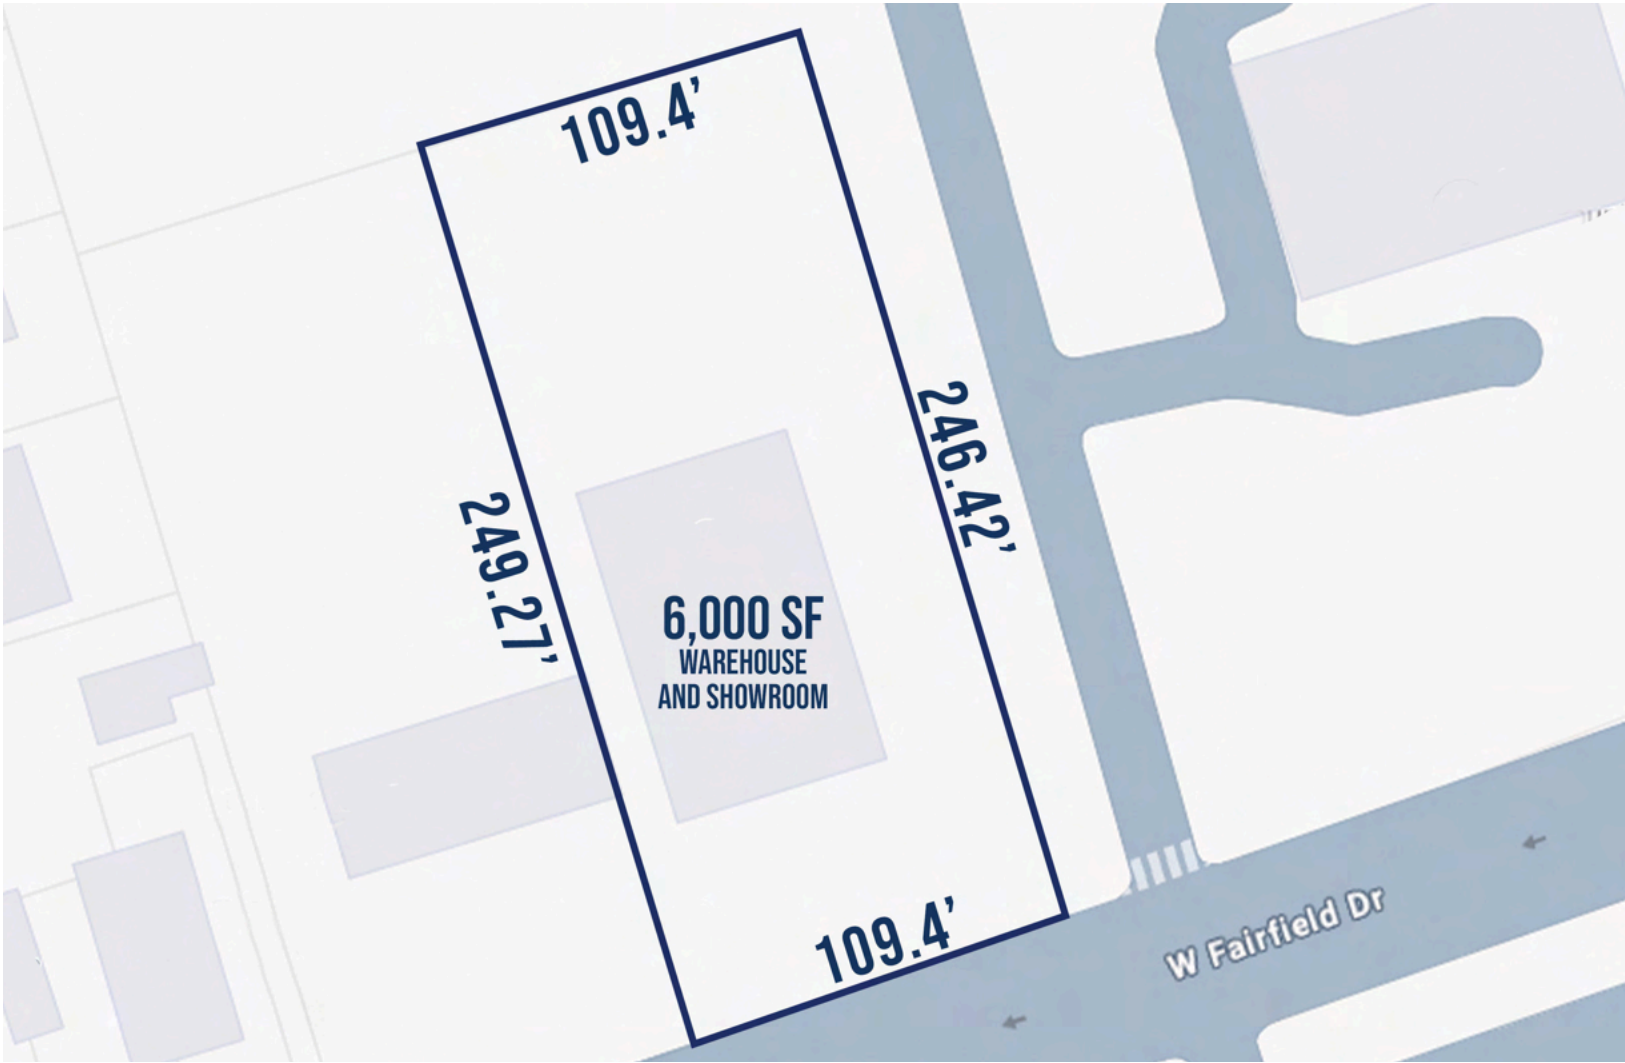 109.4’
246.42’
249.27’
6,000 SF
WAREHOUSE
AND SHOWROOM
109.4’
W Fairfield Dr